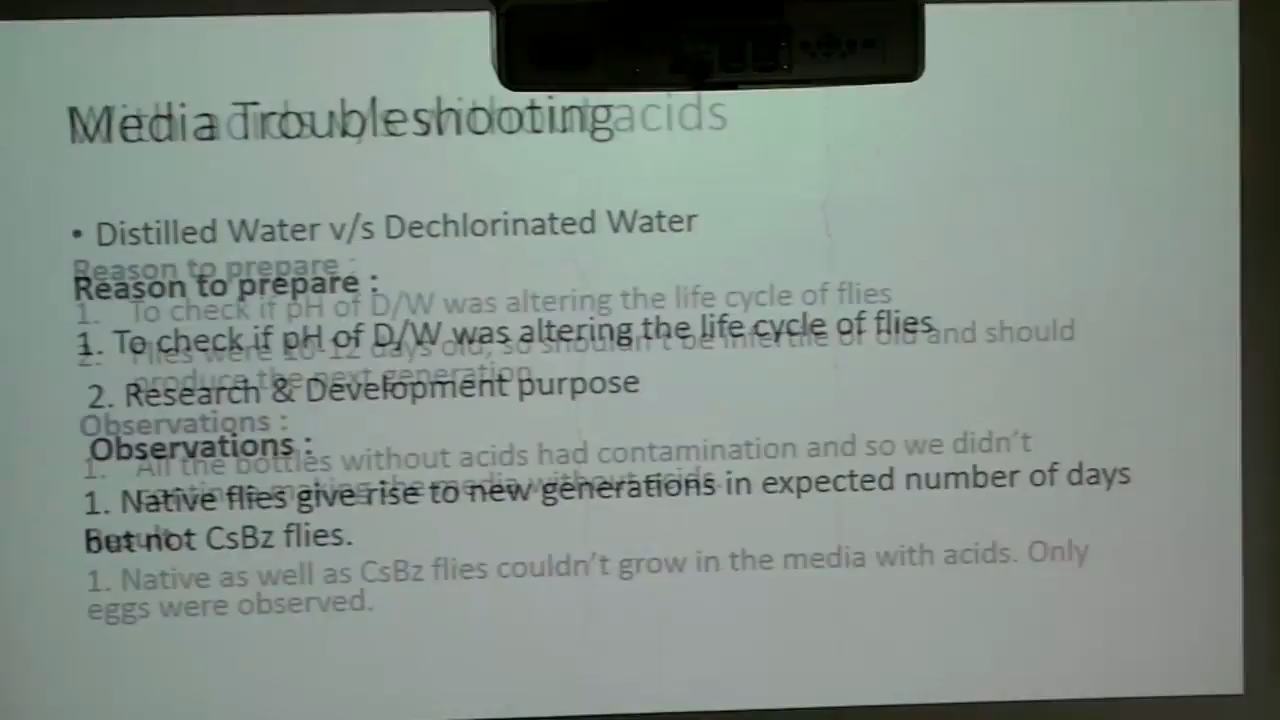 Media Troubleshooting
acids
• Distilled Water v/s Dechlorinated Water
Reason to prepare :
Reason to prepare :
1. To check if pH of D/W was altering the life cycle of flies
1. To check if pH of D/W was altering the life cycle of flies
2. Flies were 10-12 days old, so shouldn't be infertile or old and should
produce the next generation
2. Research & Development purpose
Observations :
Observations :
1. All the bottles without acids had contamination and so we didn't
making the media without acids.
1. Native flies give rise to new generations in expected number of days
But not CsBz flies.
1. Native as well as CsBz flies couldn't grow in the media with acids. Only
eggs were observed.